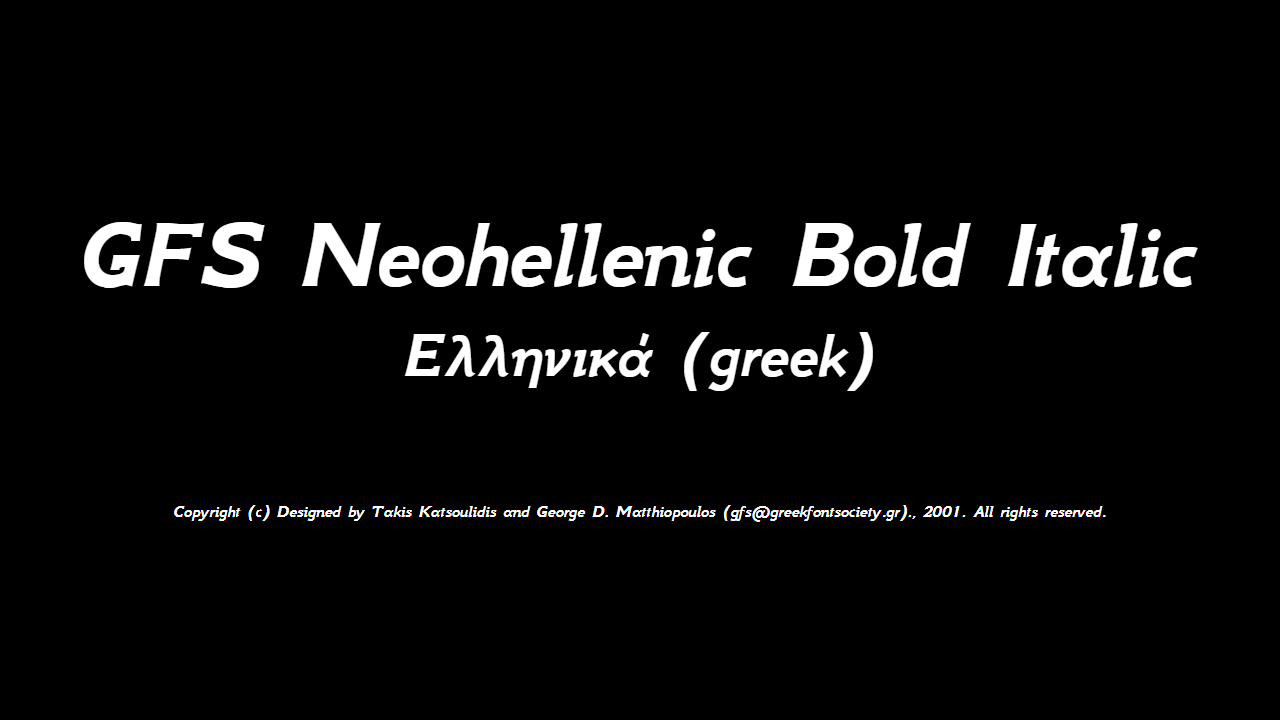 GFS Neohellenic Bold Italic
Ελληνικά (greek)
Copyright (c) Designed by Takis Katsoulidis and George D. Matthiopoulos (gfs@greekfontsociety.gr)., 2001. All rights reserved.